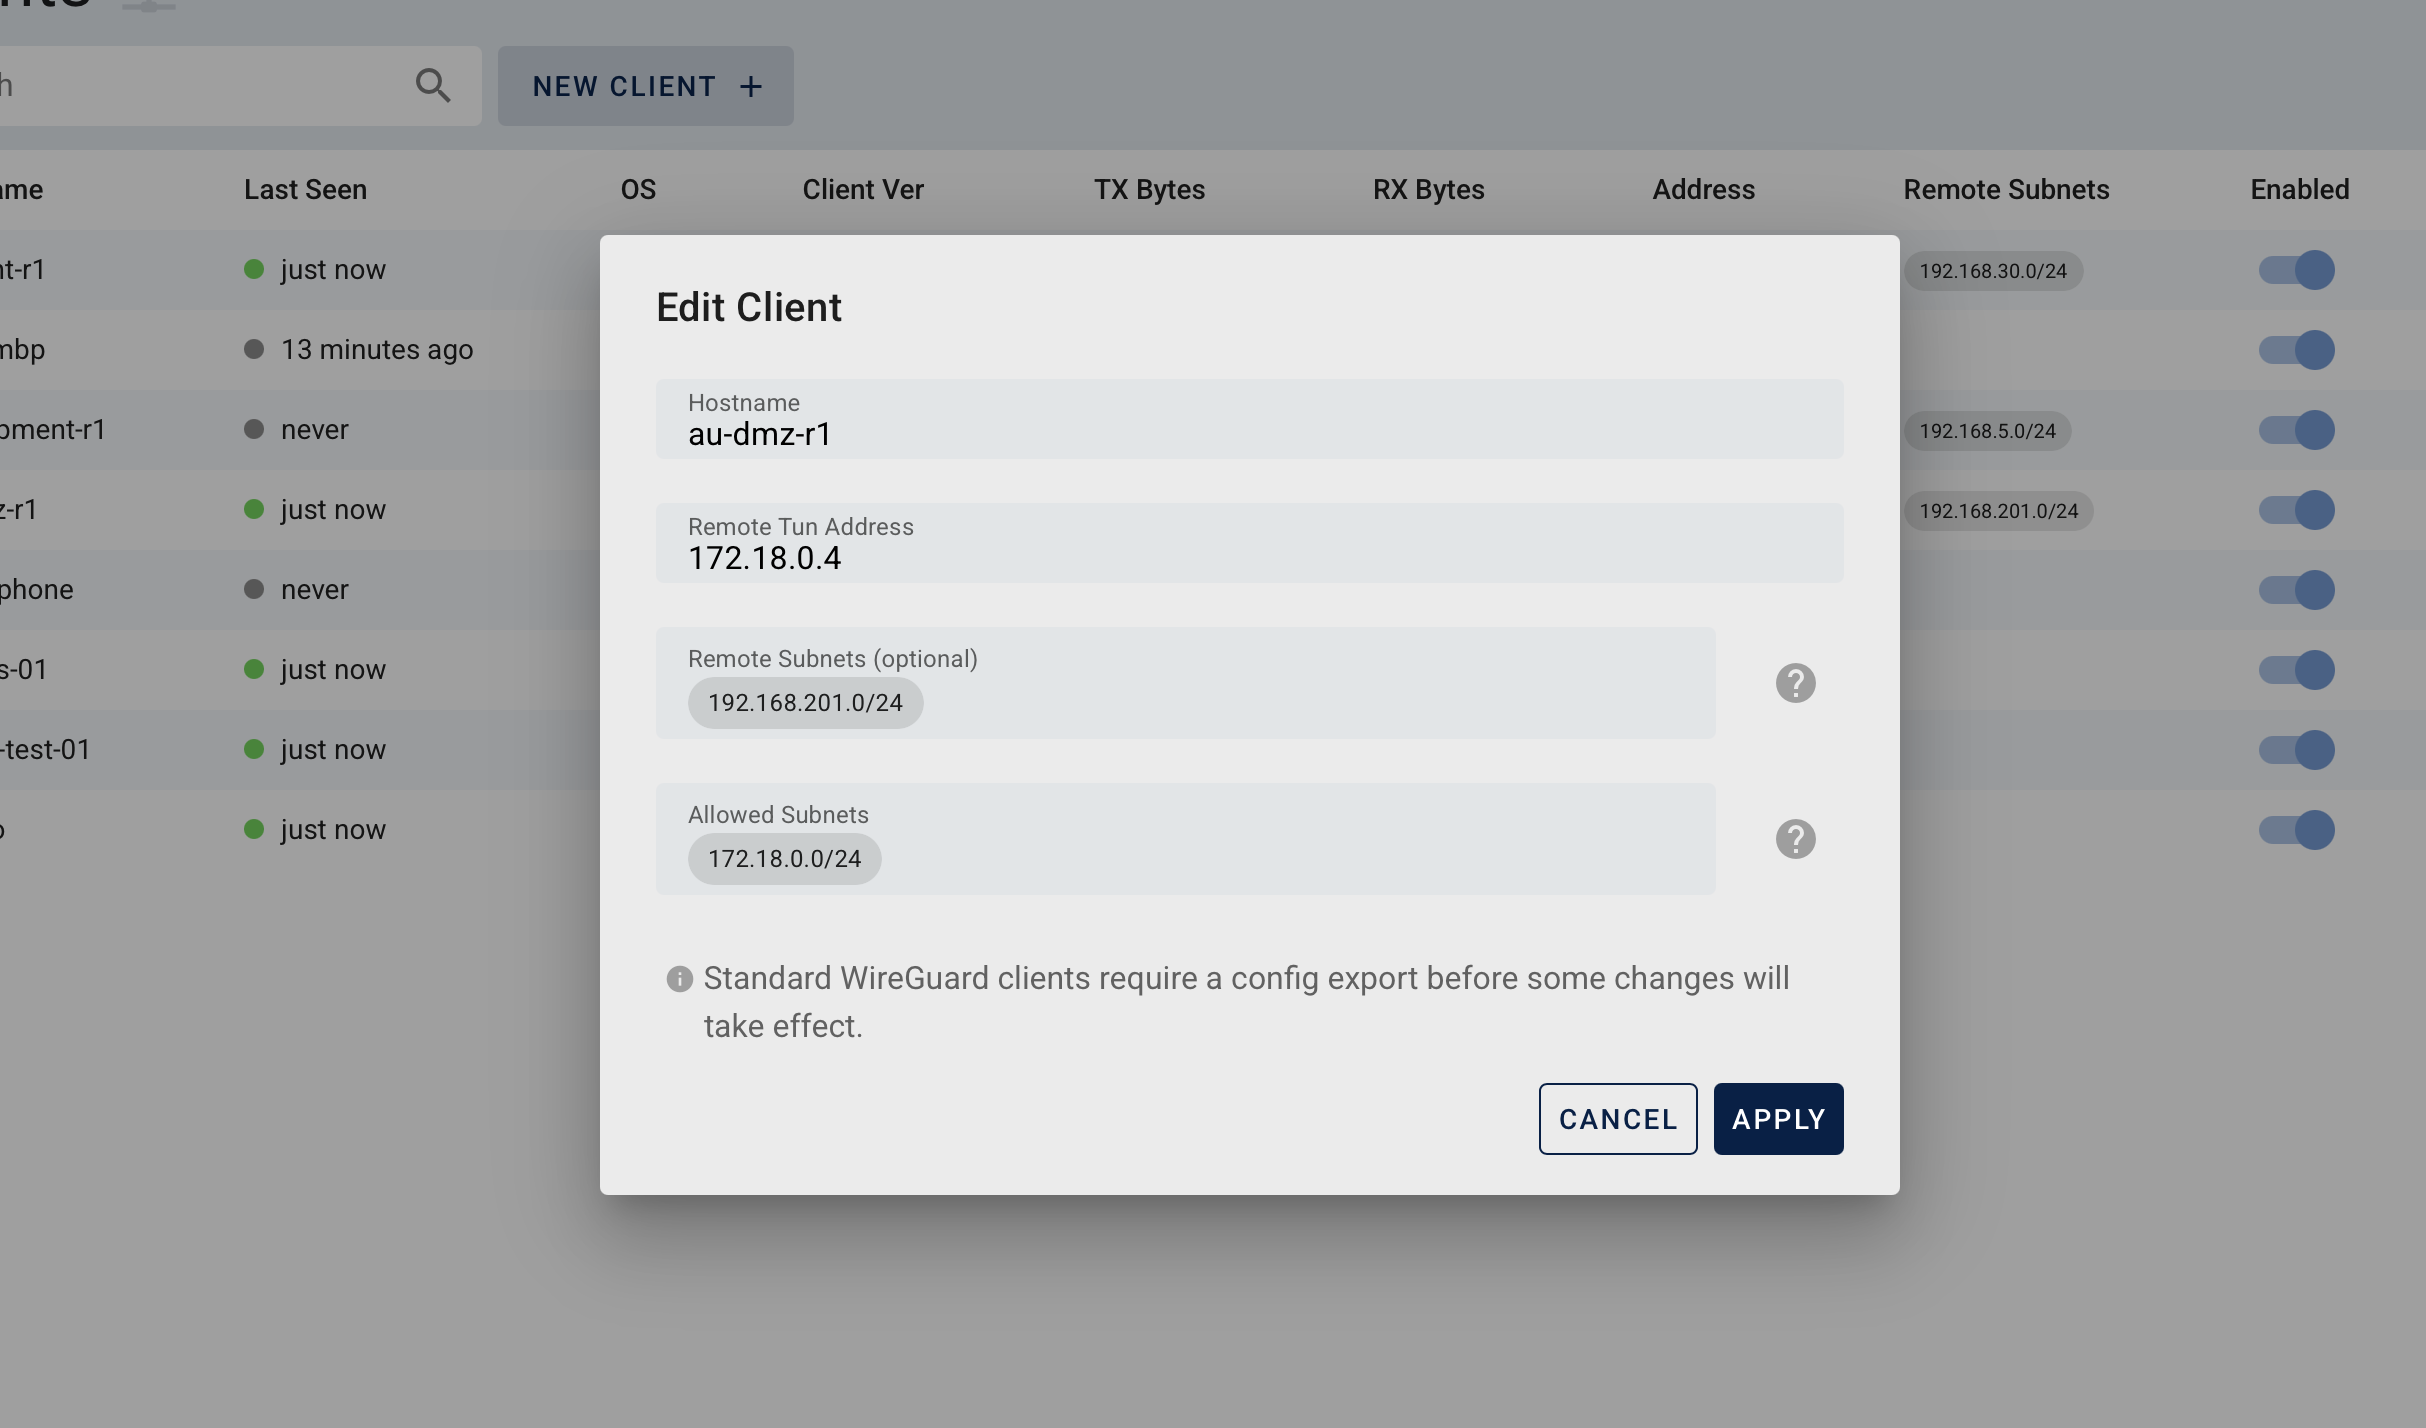 NEW CLIENT +
Last Seen OS Client Ver TX Bytes RX Bytes Address Remote Subnets Enabled
t-r1 just now 192.168.30.0/24
mbp 13 minutes ago
pment-r1 never 192.168.5.0/24
z-r1 just now 192.168.201.0/24
phone never
s-01 just now
-test-01 just now
just now
Edit Client
Hostname
au-dmz-r1
Remote Tun Address
172.18.0.4
Remote Subnets (optional)
192.168.201.0/24
?
Allowed Subnets
172.18.0.0/24
?
Standard WireGuard clients require a config export before some changes will
take effect.
CANCEL APPLY